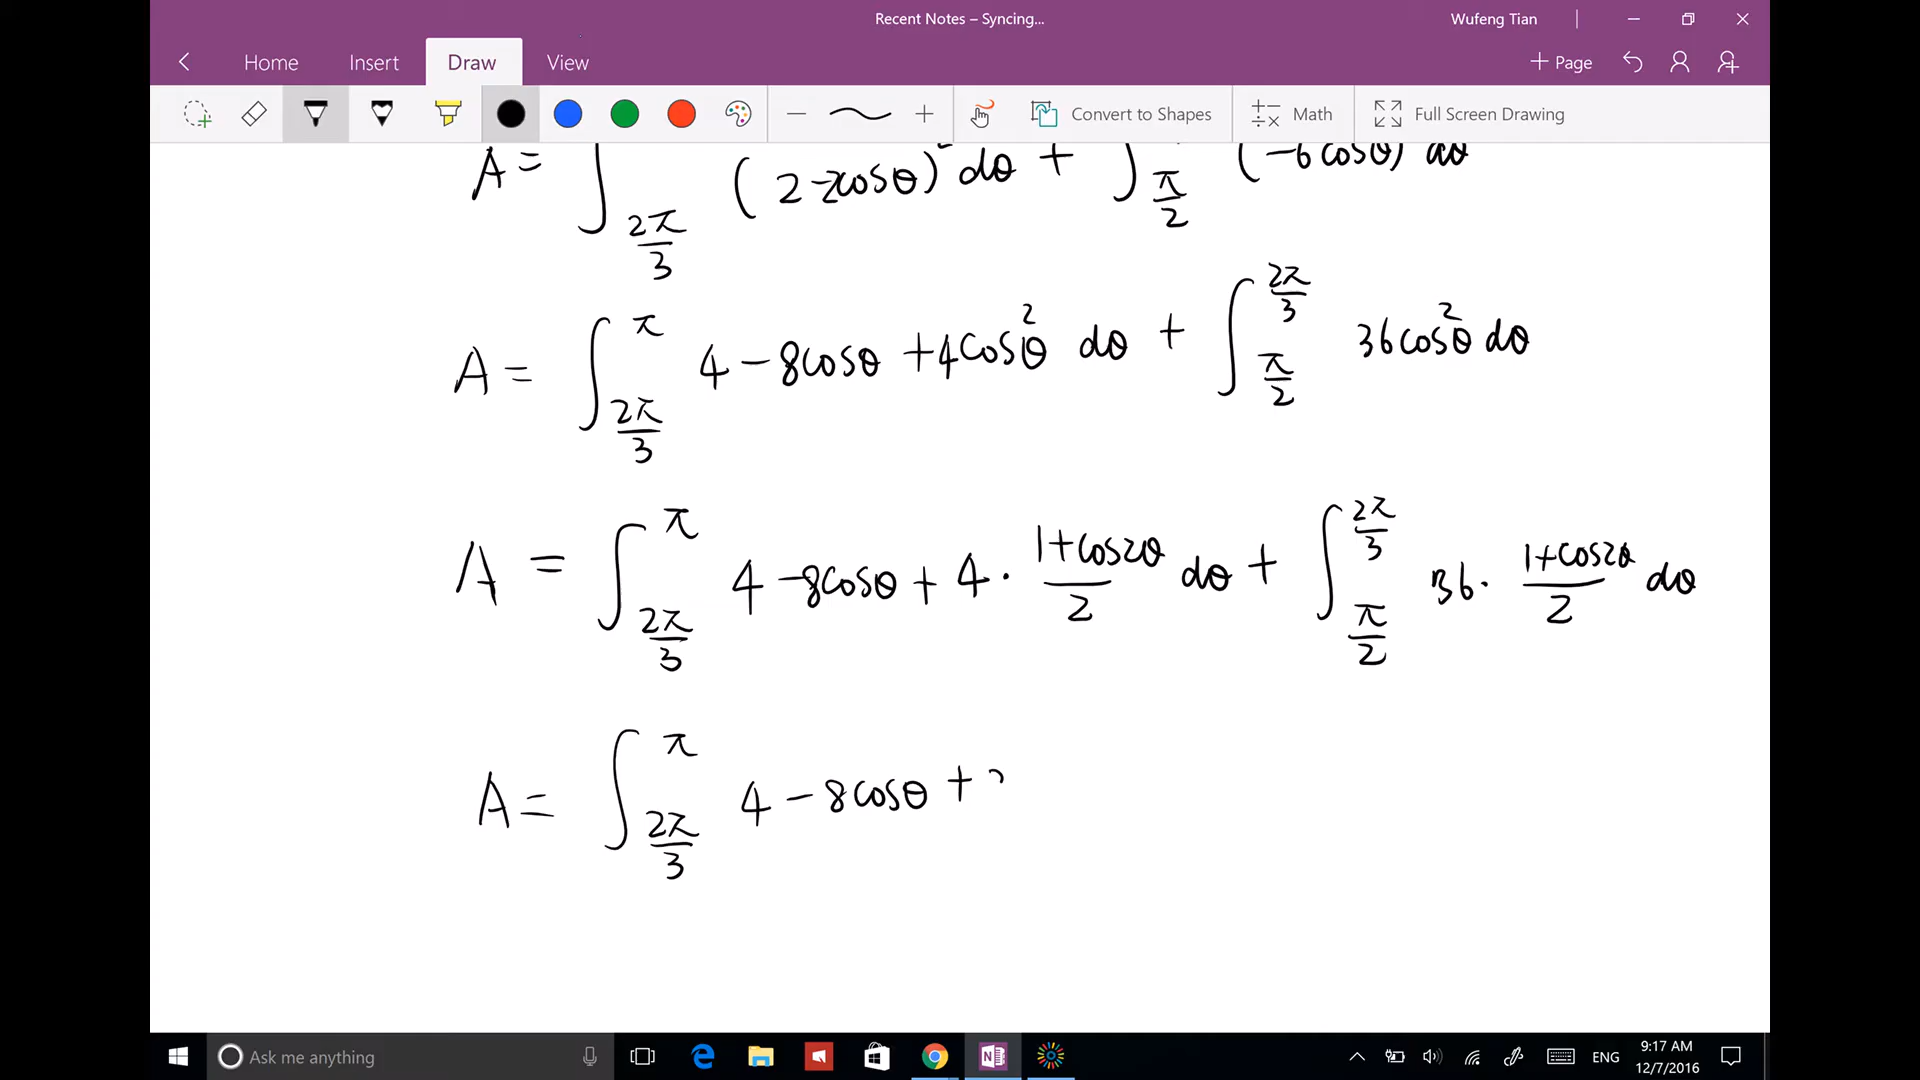 Recent Notes – Syncing...
Wufeng Tian
Home Insert Draw View
Page
Convert to Shapes Math Full Screen Drawing
A = ∫_{2π/3} (2-2cosθ)² dθ + ∫_{π/2} (-6cosθ) dθ
A = ∫_{2π/3}^{π} 4 - 8cosθ + 4cos²θ dθ + ∫_{π/2}^{2π/3} 36cos²θ dθ
A = ∫_{2π/3}^{π} 4 - 8cosθ + 4 · (1+cos2θ)/2 dθ + ∫_{π/2}^{2π/3} 36 · (1+cos2θ)/2 dθ
A = ∫_{2π/3}^{π} 4 - 8cosθ +
Ask me anything
ENG
9:17 AM
12/7/2016